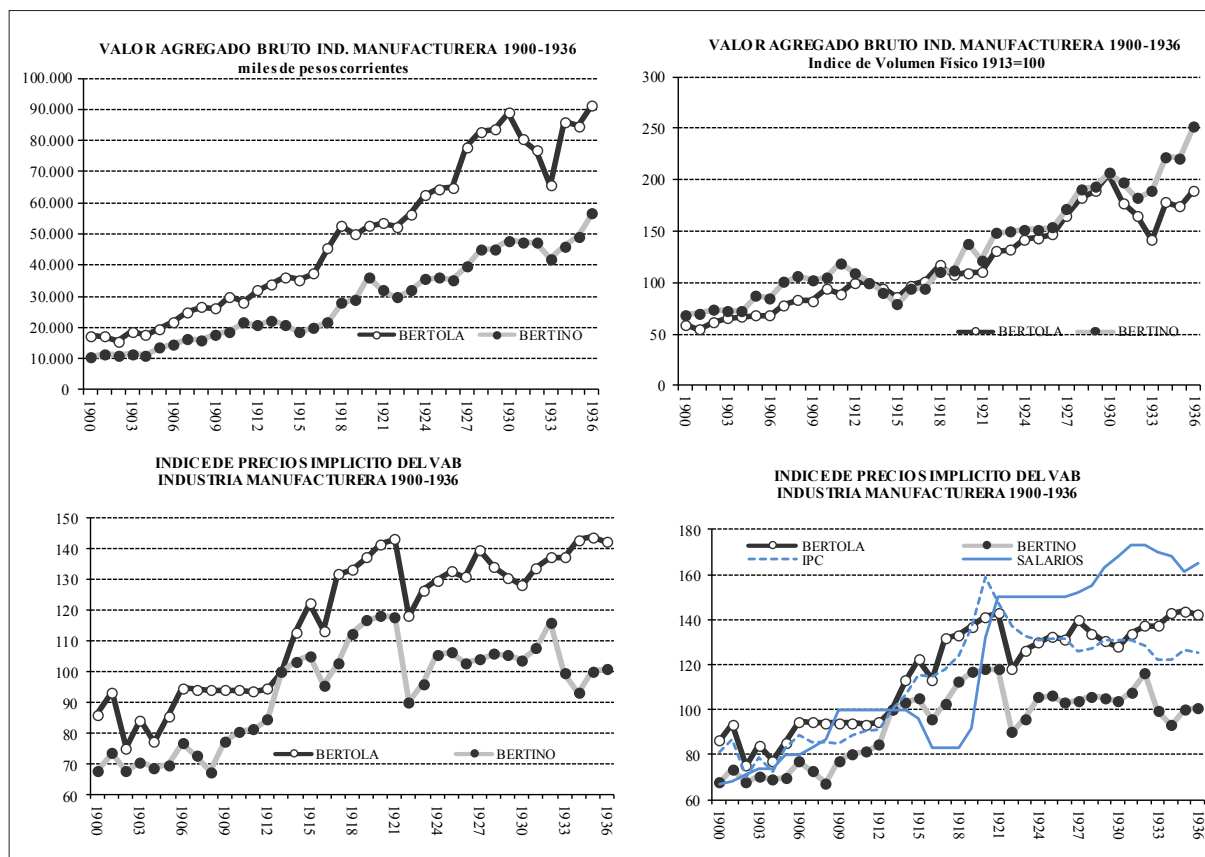 VALOR AGREGADO BRUTO IND. MANUFACTURERA 1900-1936
miles de pesos corrientes
100.000
90.000
80.000
70.000
60.000
50.000
40.000
30.000
20.000
10.000
0
BERTOLA BERTINO
1900 1903 1906 1909 1912 1915 1918 1921 1924 1927 1930 1933 1936
VALOR AGREGADO BRUTO IND. MANUFACTURERA 1900-1936
Indice de Volumen Físico 1913=100
300
250
200
150
100
50
0
BERTOLA BERTINO
1900 1903 1906 1909 1912 1915 1918 1921 1924 1927 1930 1933 1936
INDICE DE PRECIOS IMPLICITO DEL VAB
INDUSTRIA MANUFACTURERA 1900-1936
150
140
130
120
110
100
90
80
70
60
BERTOLA BERTINO
1900 1903 1906 1909 1912 1915 1918 1921 1924 1927 1930 1933 1936
INDICE DE PRECIOS IMPLICITO DEL VAB
INDUSTRIA MANUFACTURERA 1900-1936
180
160
140
120
100
80
60
BERTOLA BERTINO
IPC SALARIOS
1900 1903 1906 1909 1912 1915 1918 1921 1924 1927 1930 1933 1936